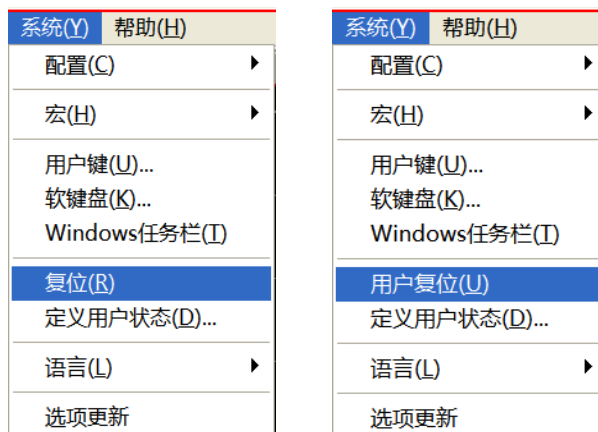 系统(Y) 帮助(H)
配置(C)
宏(H)
用户键(U)...
软键盘(K)...
Windows任务栏(T)
复位(R)
定义用户状态(D)...
语言(L)
选项更新
系统(Y) 帮助(H)
配置(C)
宏(H)
用户键(U)...
软键盘(K)...
Windows任务栏(T)
用户复位(U)
定义用户状态(D)...
语言(L)
选项更新